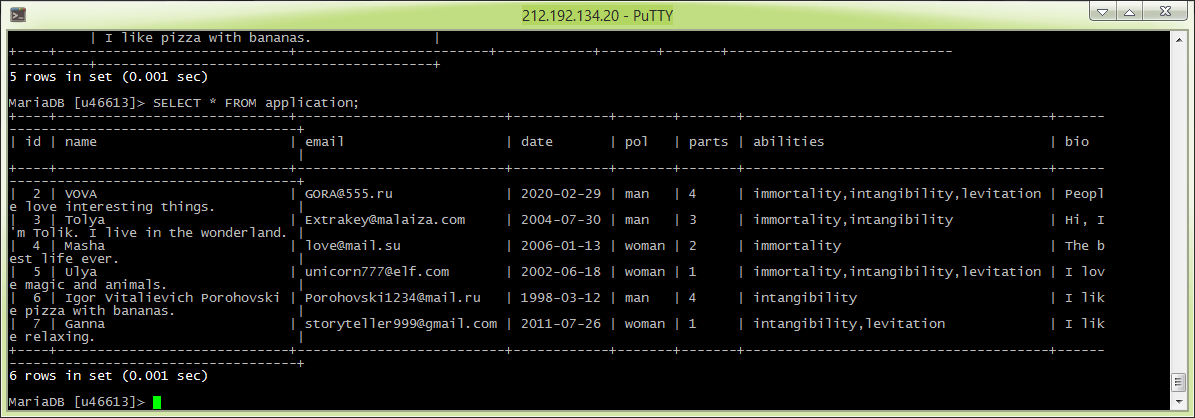 212.192.134.20 - PuTTY
| I like pizza with bananas. |
+----+-----------------------------+--------------------------+------------+-------+-------+----------------------------
----------+------------------------------------------+
5 rows in set (0.001 sec)
MariaDB [u46613]> SELECT * FROM application;
+----+-----------------------------+--------------------------+------------+-------+-------+--------------------------------------+------
------------------------------------+
| id | name | email | date | pol | parts | abilities | bio
|
+----+-----------------------------+--------------------------+------------+-------+-------+--------------------------------------+------
------------------------------------+
| 2 | VOVA | GORA@555.ru | 2020-02-29 | man | 4 | immortality,intangibility,levitation | Peopl
e love interesting things. |
| 3 | Tolya | Extrakey@malaiza.com | 2004-07-30 | man | 3 | immortality,intangibility | Hi, I
'm Tolik. I live in the wonderland. |
| 4 | Masha | love@mail.su | 2006-01-13 | woman | 2 | immortality | The b
est life ever. |
| 5 | Ulya | unicorn777@elf.com | 2002-06-18 | woman | 1 | immortality,intangibility,levitation | I lov
e magic and animals. |
| 6 | Igor Vitalievich Porohovski | Porohovski1234@mail.ru | 1998-03-12 | man | 4 | intangibility | I lik
e pizza with bananas. |
| 7 | Ganna | storyteller999@gmail.com | 2011-07-26 | woman | 1 | intangibility,levitation | I lik
e relaxing. |
+----+-----------------------------+--------------------------+------------+-------+-------+--------------------------------------+------
------------------------------------+
6 rows in set (0.001 sec)
MariaDB [u46613]>